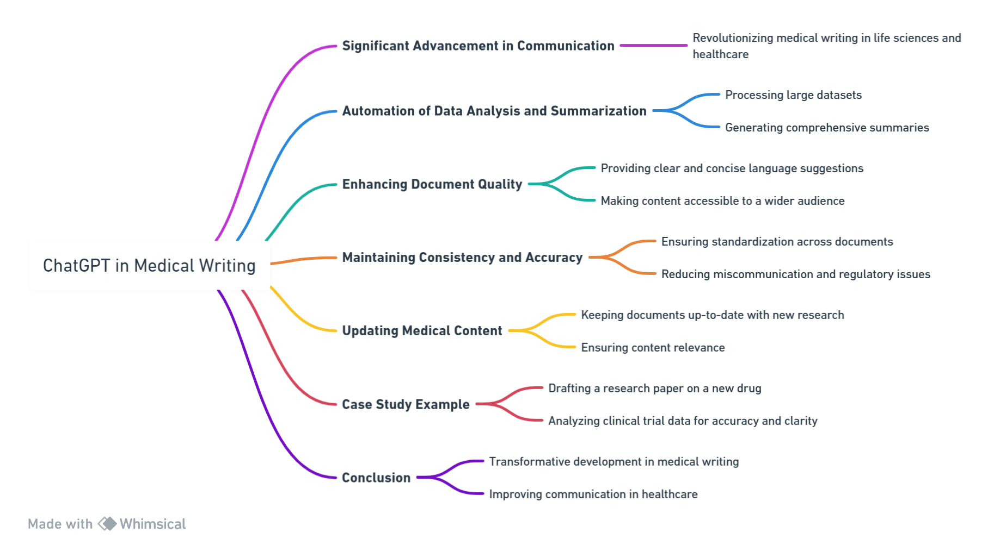 Significant Advancement in Communication
Revolutionizing medical writing in life sciences and
healthcare
Automation of Data Analysis and Summarization
Processing large datasets
Generating comprehensive summaries
Enhancing Document Quality
Providing clear and concise language suggestions
Making content accessible to a wider audience
ChatGPT in Medical Writing
Maintaining Consistency and Accuracy
Ensuring standardization across documents
Reducing miscommunication and regulatory issues
Updating Medical Content
Keeping documents up-to-date with new research
Ensuring content relevance
Case Study Example
Drafting a research paper on a new drug
Analyzing clinical trial data for accuracy and clarity
Conclusion
Transformative development in medical writing
Improving communication in healthcare
Made with Whimsical